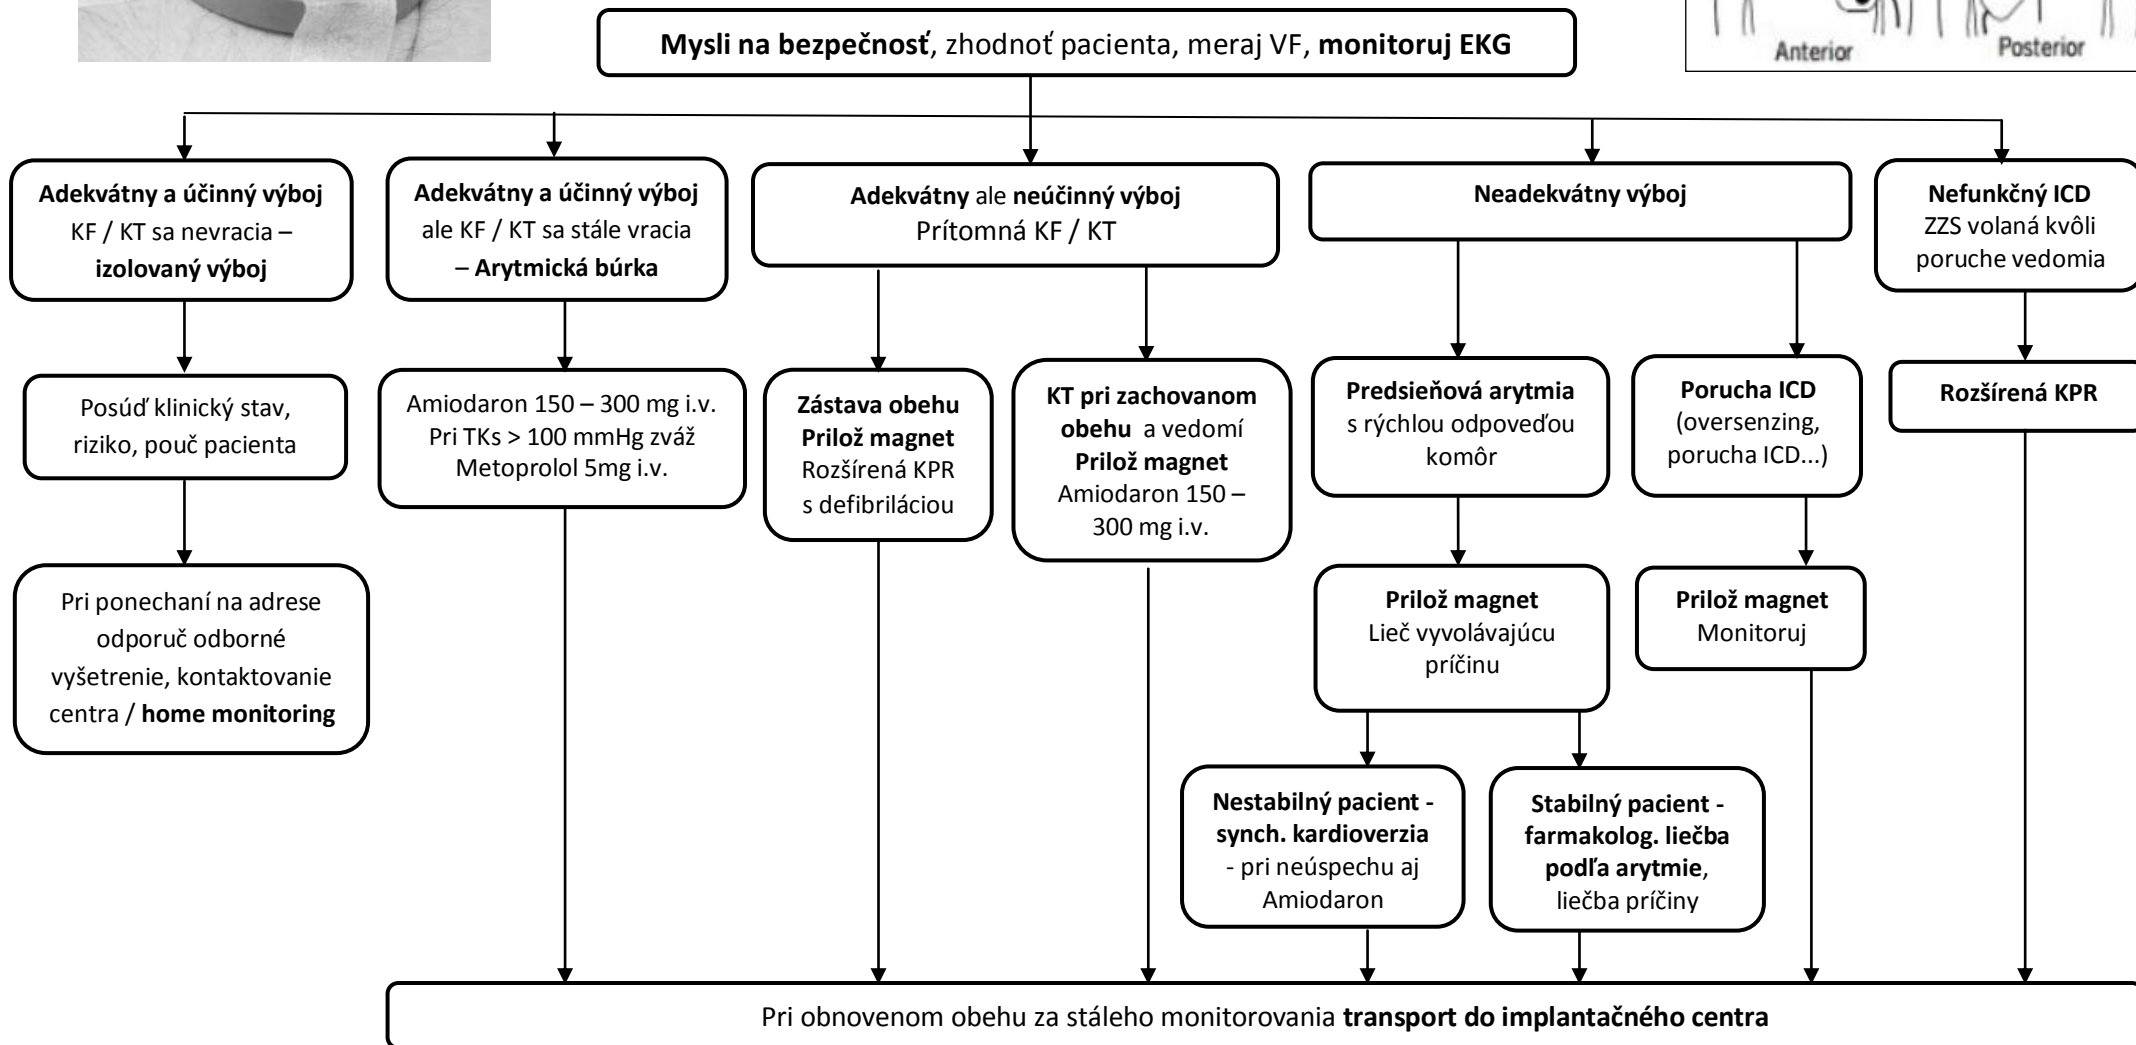 Mysli na bezpečnosť, zhodnoť pacienta, meraj VF, monitoruj EKG
Anterior
Posterior
Adekvátny a účinný výboj
KF / KT sa nevracia –
izolovaný výboj
Adekvátny a účinný výboj
ale KF / KT sa stále vracia
– Arytmická búrka
Adekvátny ale neúčinný výboj
Prítomná KF / KT
Neadekvátny výboj
Nefunkčný ICD
ZZS volaná kvôli
poruche vedomia
Posúď klinický stav,
riziko, pouč pacienta
Amiodaron 150 – 300 mg i.v.
Pri TKs > 100 mmHg zváž
Metoprolol 5mg i.v.
Zástava obehu
Prilož magnet
Rozšírená KPR
s defibriláciou
KT pri zachovanom
obehu a vedomí
Prilož magnet
Amiodaron 150 –
300 mg i.v.
Predsieňová arytmia
s rýchlou odpoveďou
komôr
Porucha ICD
(oversenzing,
porucha ICD...)
Rozšírená KPR
Pri ponechaní na adrese
odporuč odborné
vyšetrenie, kontaktovanie
centra / home monitoring
Prilož magnet
Lieč vyvolávajúcu
príčinu
Prilož magnet
Monitoruj
Nestabilný pacient -
synch. kardioverzia
- pri neúspechu aj
Amiodaron
Stabilný pacient -
farmakolog. liečba
podľa arytmie,
liečba príčiny
Pri obnovenom obehu za stáleho monitorovania transport do implantačného centra